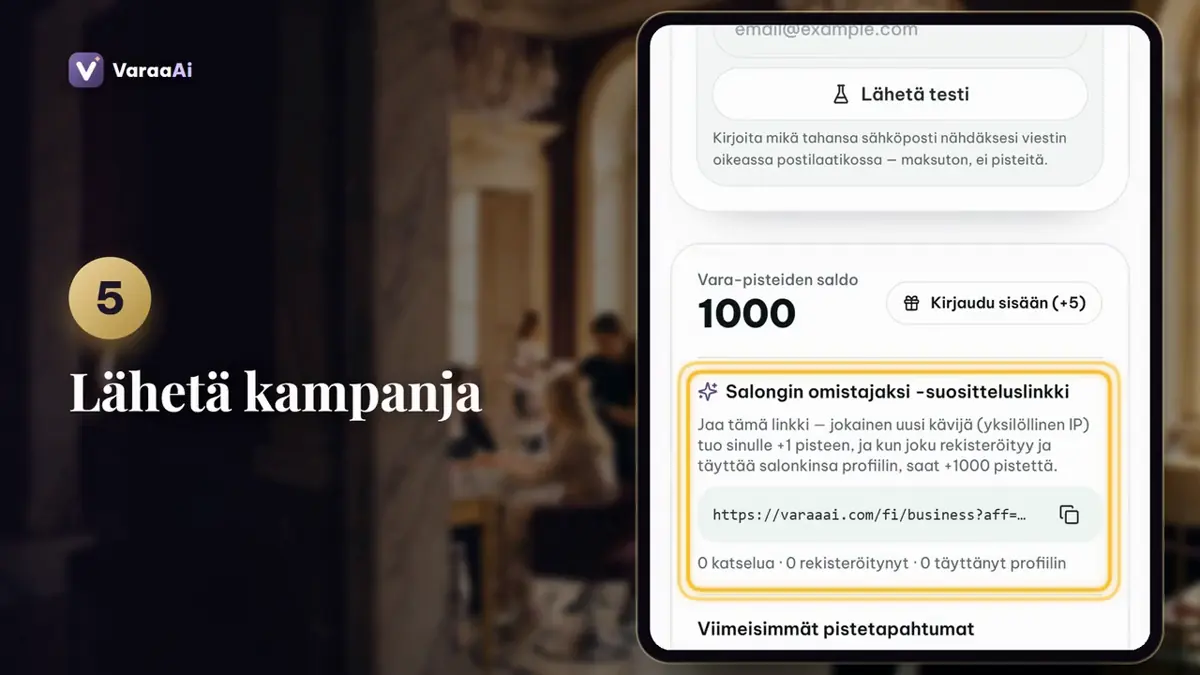 VaraaAi
5
Lähetä kampanja
email@example.com
Lähetä testi
Kirjoita mikä tahansa sähköposti nähdäksesi viestin
oikeassa postilaatikossa — maksuton, ei pisteitä.
Vara-pisteiden saldo
1000
Kirjaudu sisään (+5)
Salongin omistajaksi -suositteluslinkki
Jaa tämä linkki — jokainen uusi kävijä (yksilöllinen IP)
tuo sinulle +1 pisteen, ja kun joku rekisteröityy ja
täyttää salonkinsa profiilin, saat +1000 pistettä.
https://varaaai.com/fi/business?aff=…
0 katselua · 0 rekisteröitynyt · 0 täyttänyt profiilin
Viimeisimmät pistetapahtumat